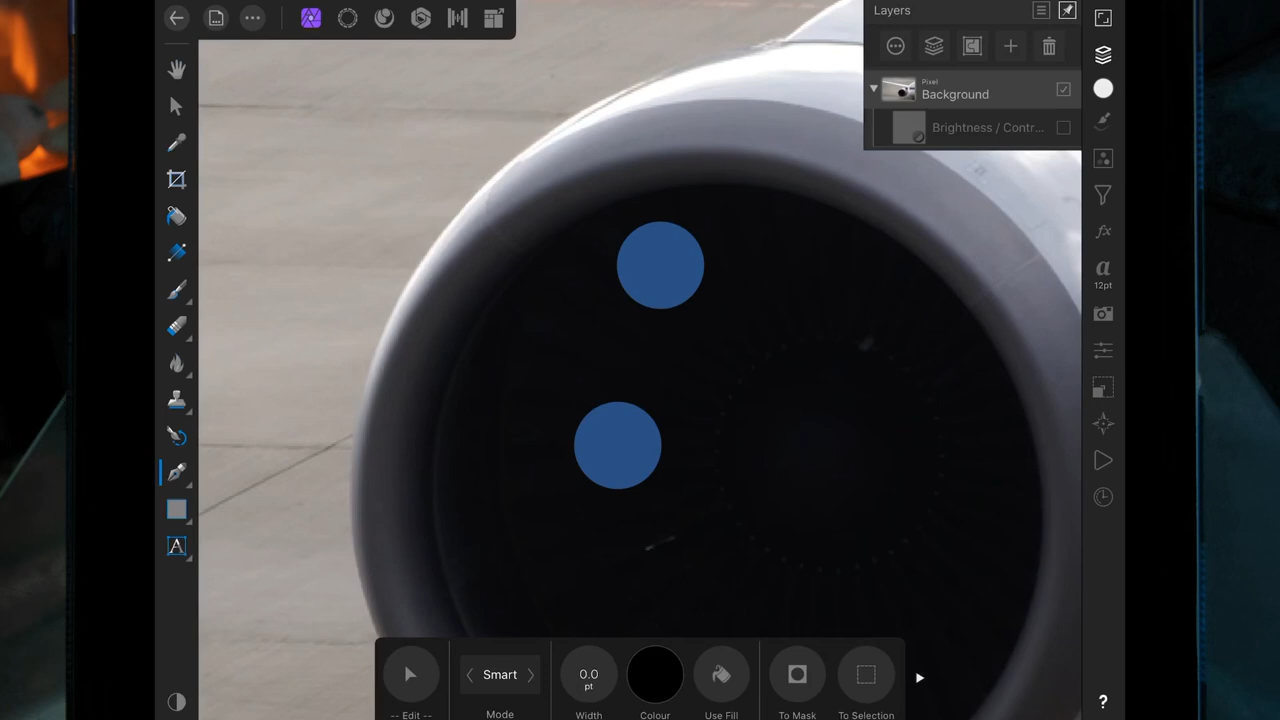 Layers
Pixel
Background
Brightness / Contr...
a
12pt
A
?
Smart
0.0
pt
-- Edit --
Mode
Width
Colour
Use Fill
To Mask
To Selection